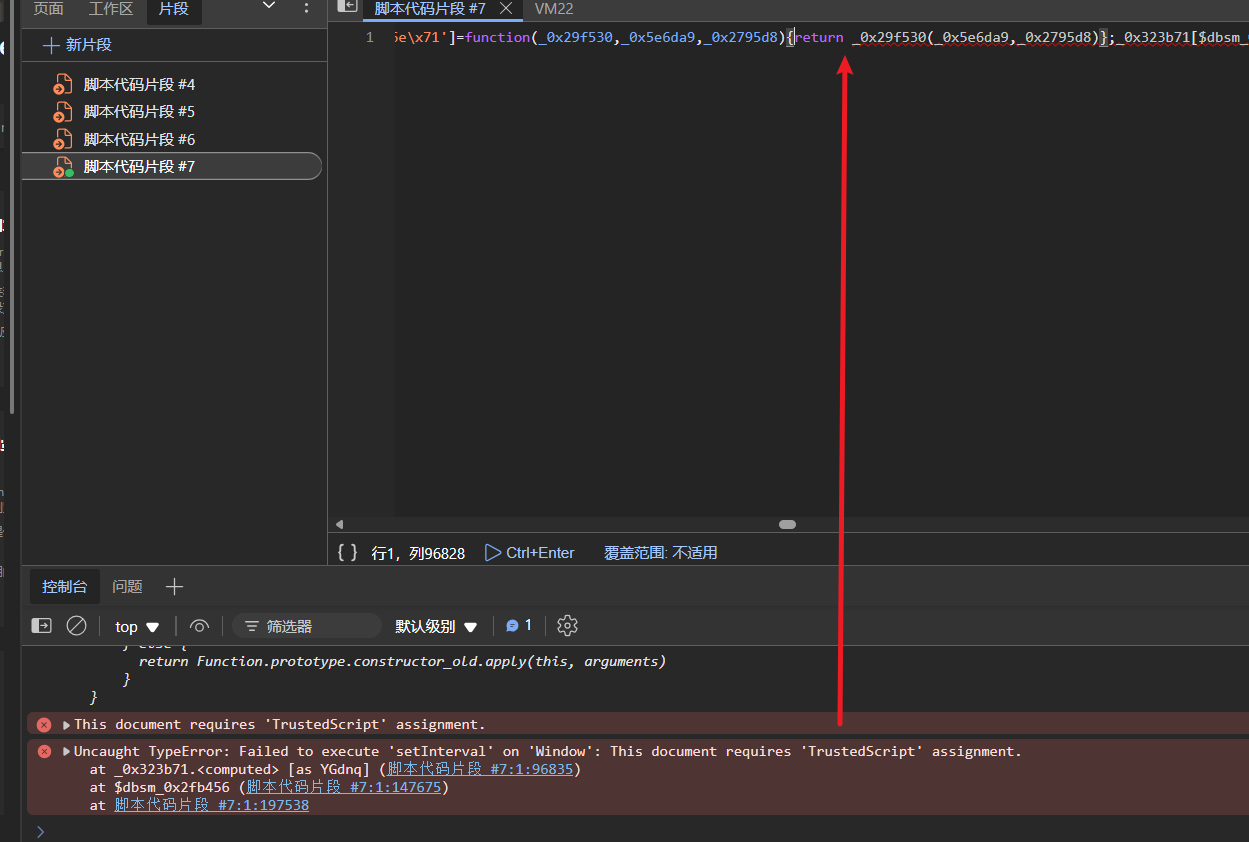 页面 工作区 片段
脚本代码片段 #7 VM22
新片段
脚本代码片段 #4
脚本代码片段 #5
脚本代码片段 #6
脚本代码片段 #7
1 5e\x71']=function(_0x29f530,_0x5e6da9,_0x2795d8){return _0x29f530(_0x5e6da9,_0x2795d8)};_0x323b71[$dbsm_
{ } 行1，列96828 Ctrl+Enter 覆盖范围: 不适用
控制台 问题
top 筛选器 默认级别 1
} else {
return Function.prototype.constructor_old.apply(this, arguments)
}
}
This document requires 'TrustedScript' assignment.
Uncaught TypeError: Failed to execute 'setInterval' on 'Window': This document requires 'TrustedScript' assignment.
at _0x323b71.<computed> [as YGdnq] (脚本代码片段 #7:1:96835)
at $dbsm_0x2fb456 (脚本代码片段 #7:1:147675)
at 脚本代码片段 #7:1:197538